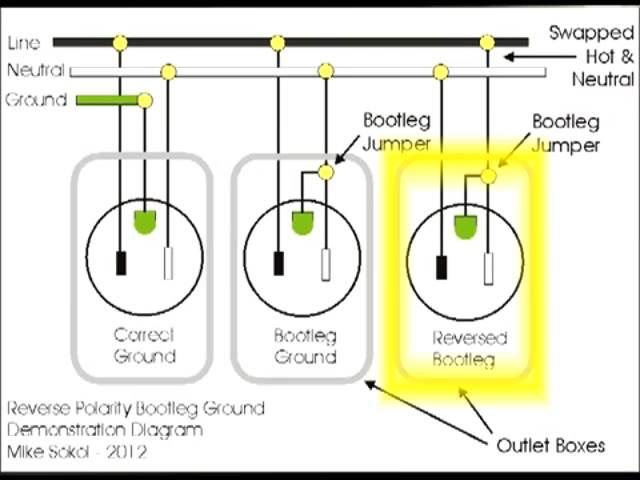 Line
Swapped
Hot &
Neutral
Neutral
Ground
Bootleg
Jumper
Bootleg
Jumper
Correct
Ground
Bootleg
Ground
Reversed
Bootleg
Reverse Polarity Bootleg Ground
Demonstration Diagram
Mike Sokol - 2012
Outlet Boxes